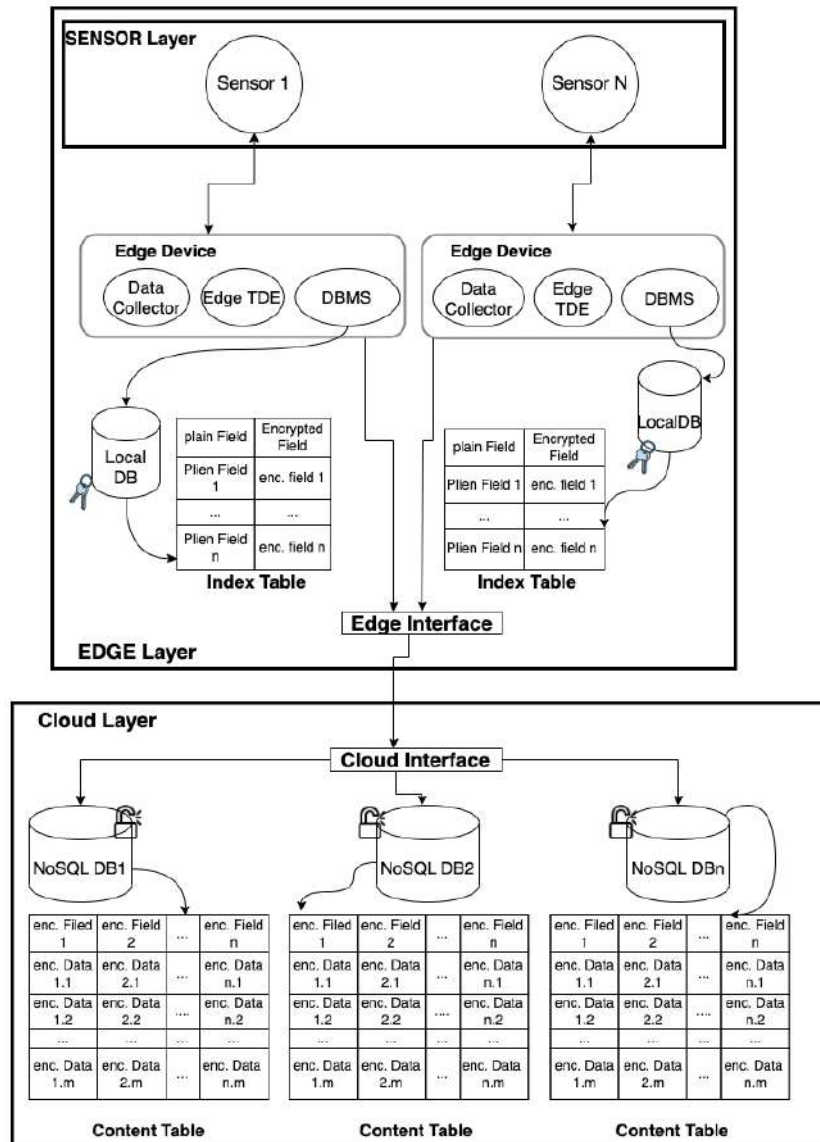 SENSOR Layer
Sensor 1
Sensor N
Edge Device
Data
Collector
Edge TDE
DBMS
Edge Device
Data
Collector
Edge
TDE
DBMS
Local
DB
plain Field
Encrypted
Field
Plien Field
1
enc. field 1
...
...
Plien Field
n
enc. field n
Index Table
LocalDB
plain Field
Encrypted
Field
Plien Field 1
enc. field 1
...
...
Plien Field n
enc. field n
Index Table
Edge Interface
EDGE Layer
Cloud Layer
Cloud Interface
NoSQL DB1
NoSQL DB2
NoSQL DBn
enc. Filed
1
enc. Field
2
...
enc. Field
n
enc. Data
1.1
enc. Data
2.1
...
enc. Data
n.1
enc. Data
1.2
enc. Data
2.2
....
enc. Data
n.2
...
...
...
...
enc. Data
1.m
enc. Data
2.m
...
enc. Data
n.m
Content Table
enc. Filed
1
enc. Field
2
...
enc. Field
n
enc. Data
1.1
enc. Data
2.1
...
enc. Data
n.1
enc. Data
1.2
enc. Data
2.2
....
enc. Data
n.2
...
...
...
...
enc. Data
1.m
enc. Data
2.m
...
enc. Data
n.m
Content Table
enc. Filed
1
enc. Field
2
...
enc. Field
n
enc. Data
1.1
enc. Data
2.1
...
enc. Data
n.1
enc. Data
1.2
enc. Data
2.2
....
enc. Data
n.2
...
...
...
...
enc. Data
1.m
enc. Data
2.m
...
enc. Data
n.m
Content Table